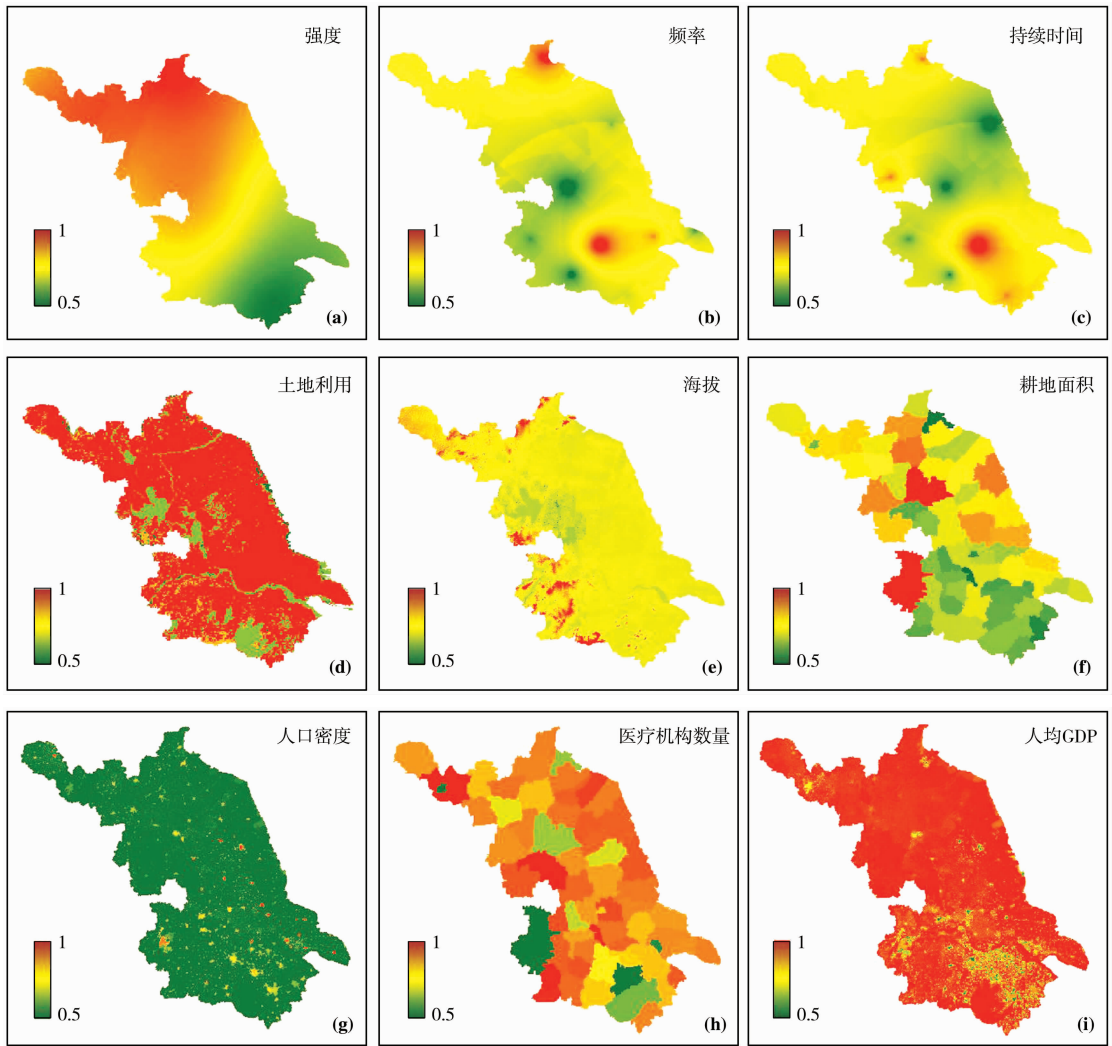 强度
1
0.5
(a)
频率
1
0.5
(b)
持续时间
1
0.5
(c)
土地利用
1
0.5
(d)
海拔
1
0.5
(e)
耕地面积
1
0.5
(f)
人口密度
1
0.5
(g)
医疗机构数量
1
0.5
(h)
人均GDP
1
0.5
(i)